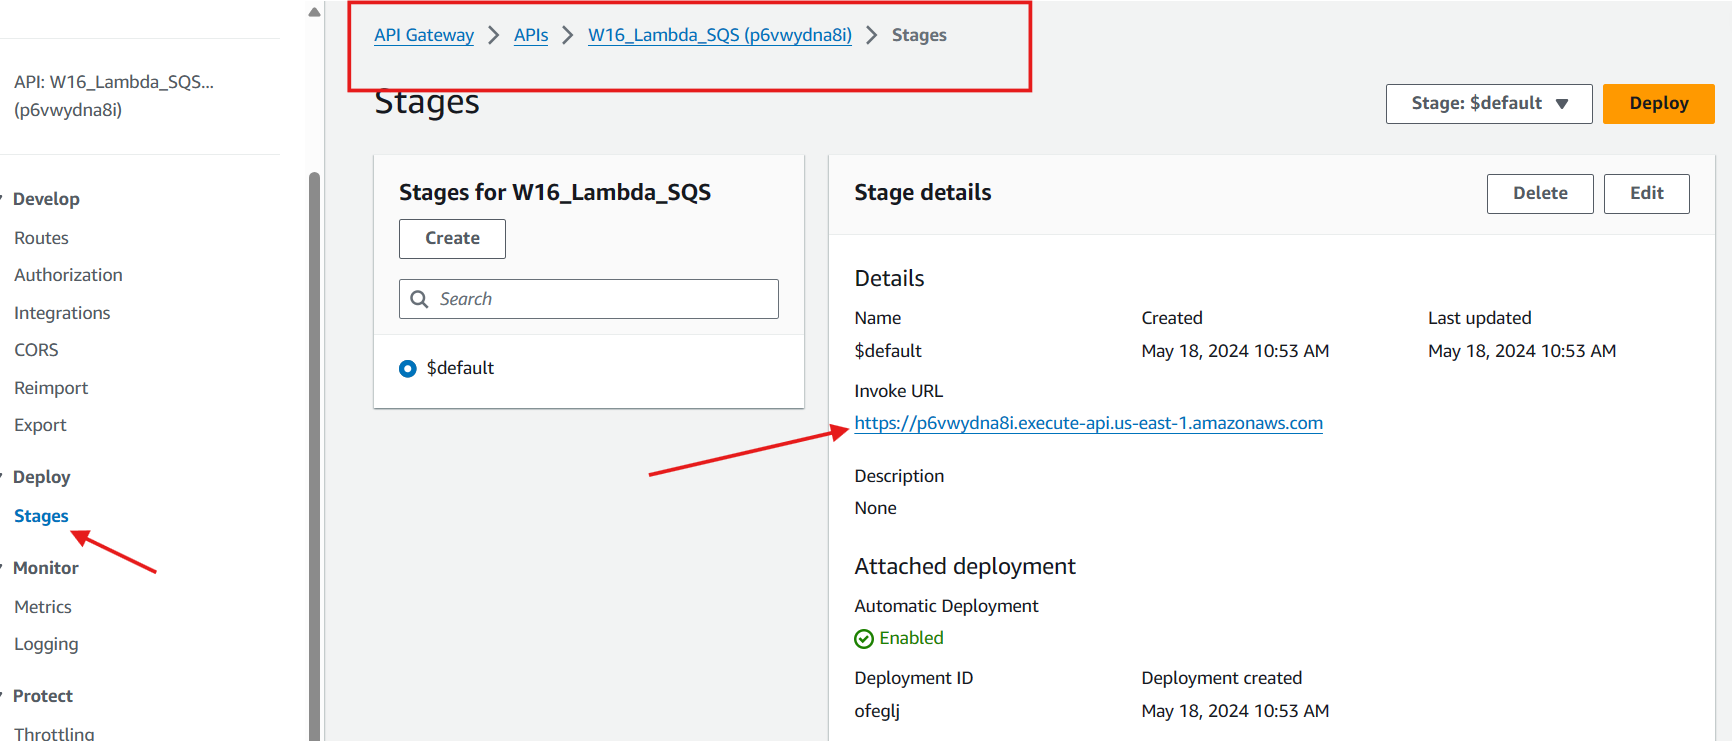 API: W16_Lambda_SQS...
(p6vwydna8i)
Develop
Routes
Authorization
Integrations
CORS
Reimport
Export
Deploy
Stages
Monitor
Metrics
Logging
Protect
Throttling
API Gateway > APIs > W16_Lambda_SQS (p6vwydna8i) > Stages
Stages
Stage: $default ▼ Deploy
Stages for W16_Lambda_SQS
Create
Search
$default
Stage details
Delete Edit
Details
Name Created Last updated
$default May 18, 2024 10:53 AM May 18, 2024 10:53 AM
Invoke URL
https://p6vwydna8i.execute-api.us-east-1.amazonaws.com
Description
None
Attached deployment
Automatic Deployment
Enabled
Deployment ID Deployment created
ofeglj May 18, 2024 10:53 AM